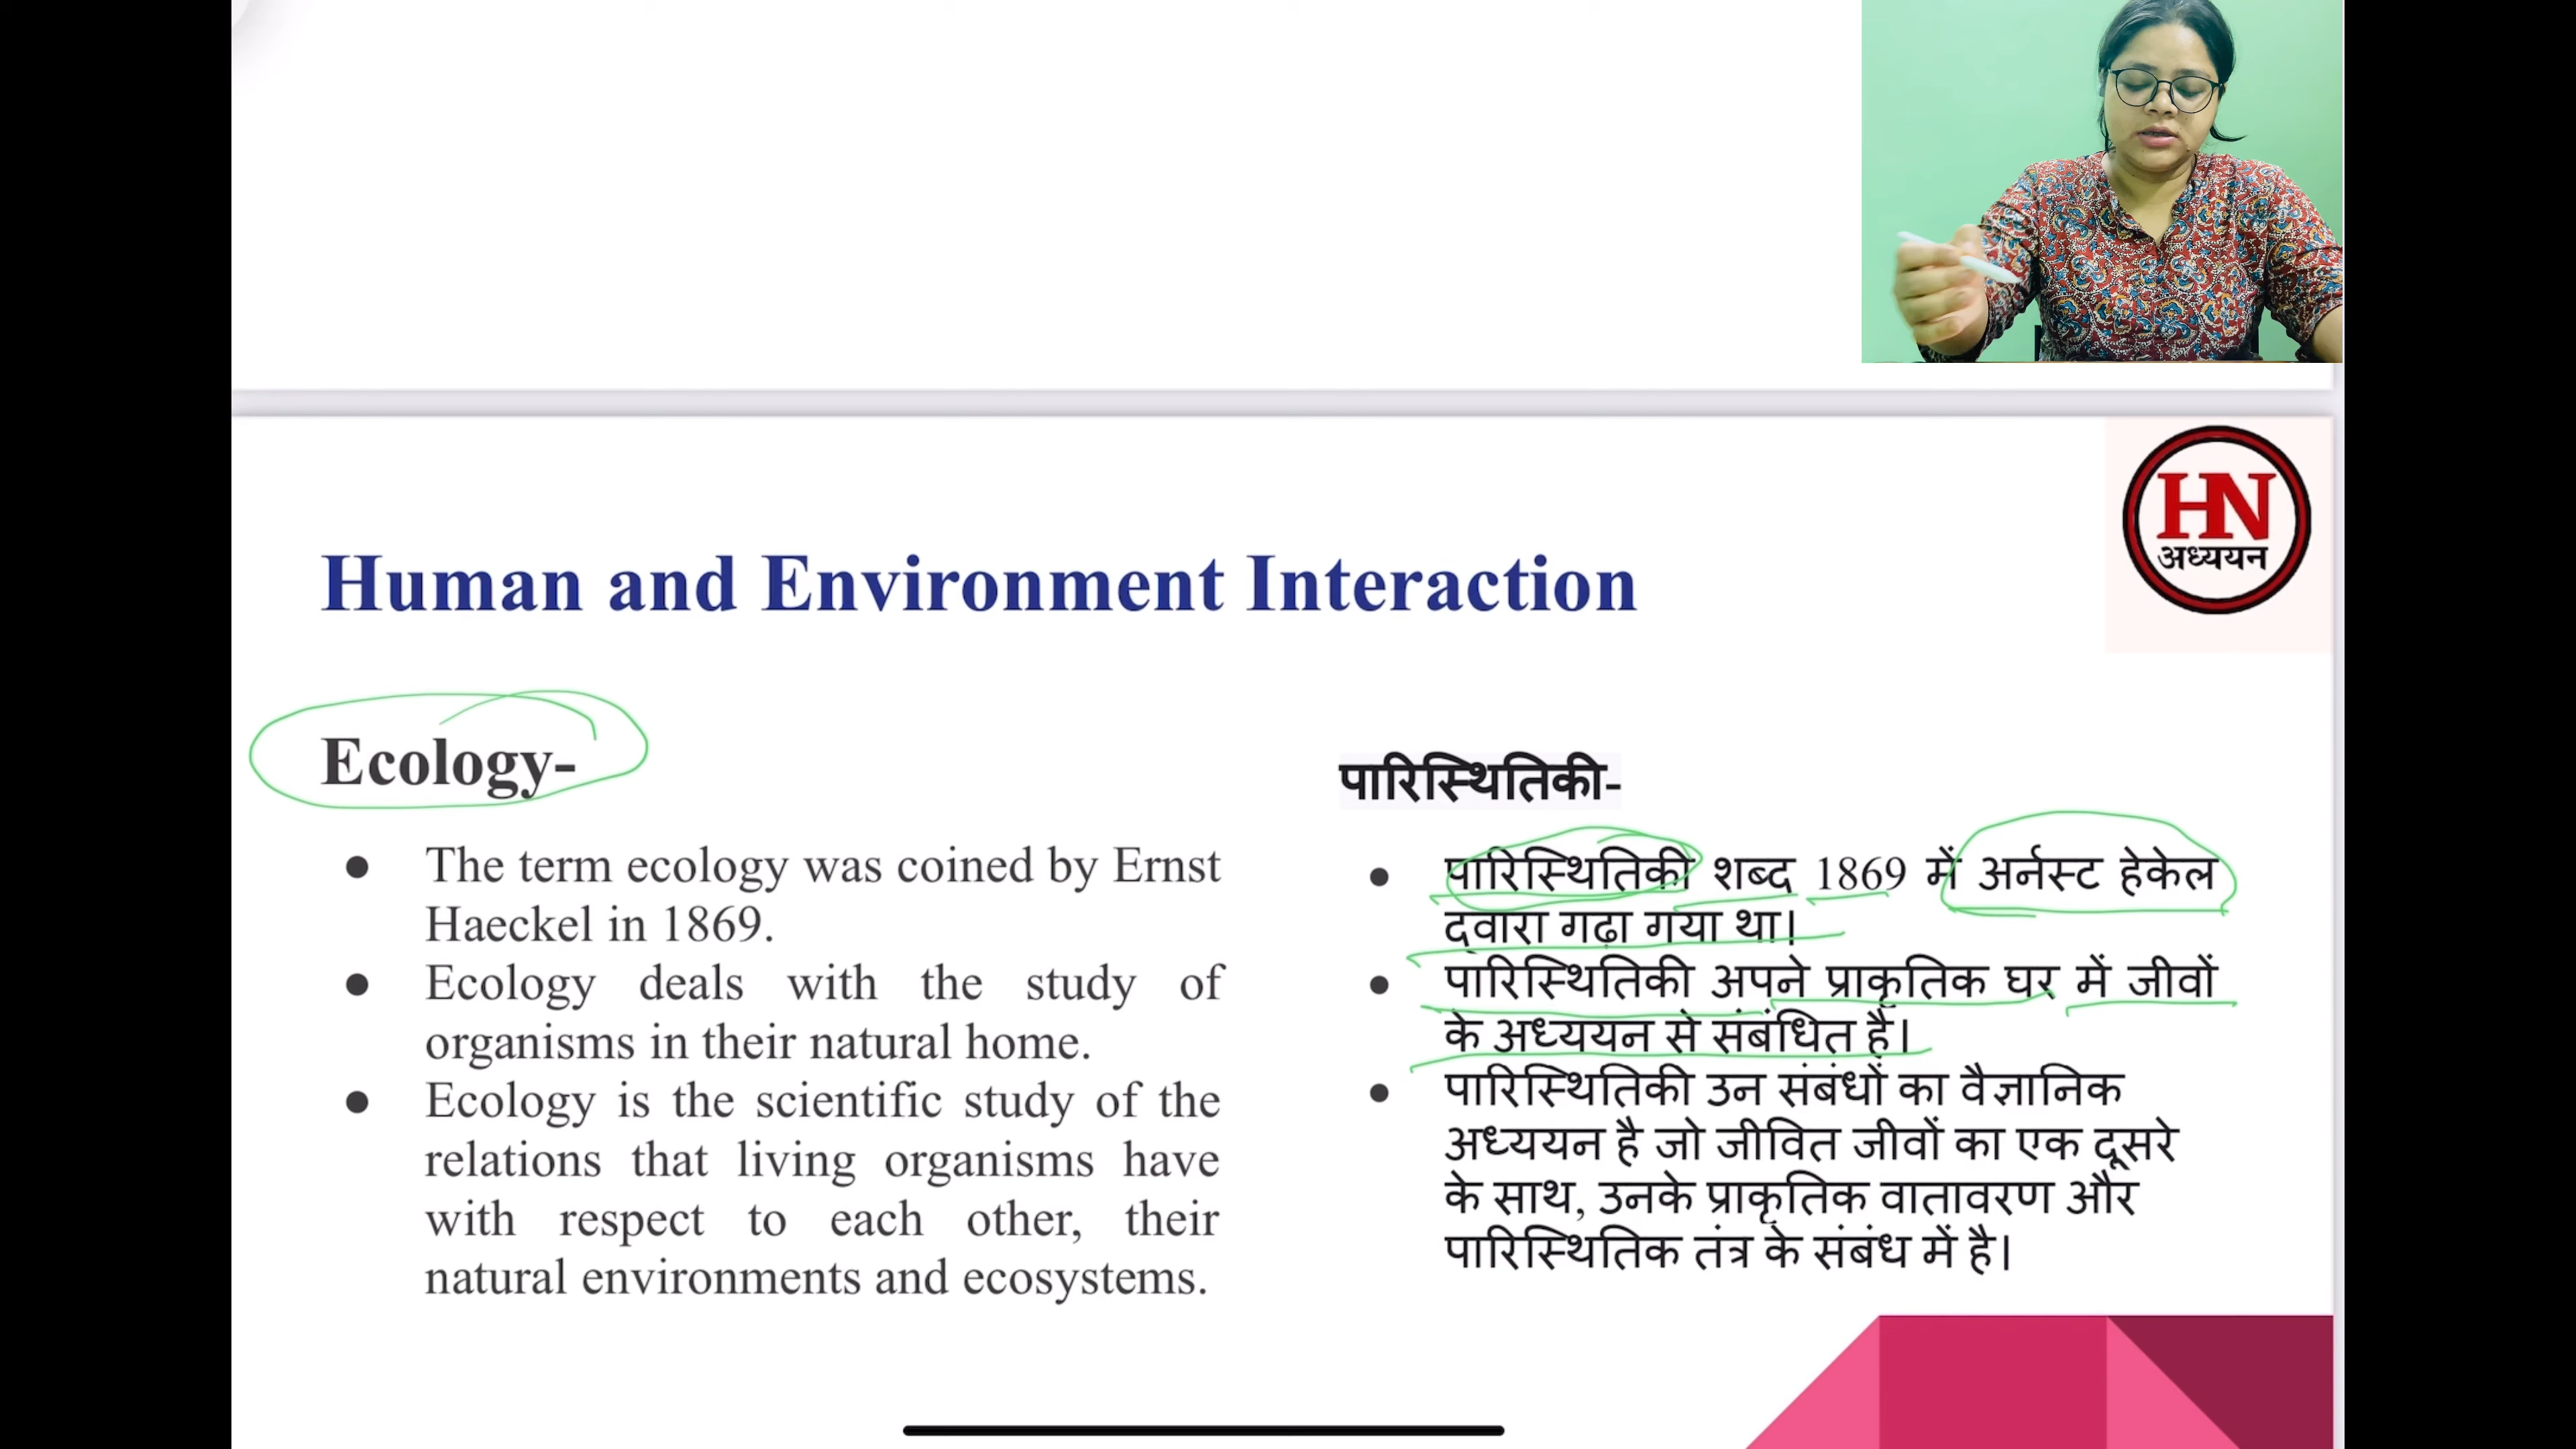 HN
अध्ययन
Human and Environment Interaction
Ecology-
The term ecology was coined by Ernst
Haeckel in 1869.
Ecology deals with the study of
organisms in their natural home.
Ecology is the scientific study of the
relations that living organisms have
with respect to each other, their
natural environments and ecosystems.
पारिस्थितिकी-
पारिस्थितिकी शब्द 1869 में अर्नस्ट हेकेल
द्वारा गढ़ा गया था।
पारिस्थितिकी अपने प्राकृतिक घर में जीवों
के अध्ययन से संबंधित है।
पारिस्थितिकी उन संबंधों का वैज्ञानिक
अध्ययन है जो जीवित जीवों का एक दूसरे
के साथ, उनके प्राकृतिक वातावरण और
पारिस्थितिक तंत्र के संबंध में है।